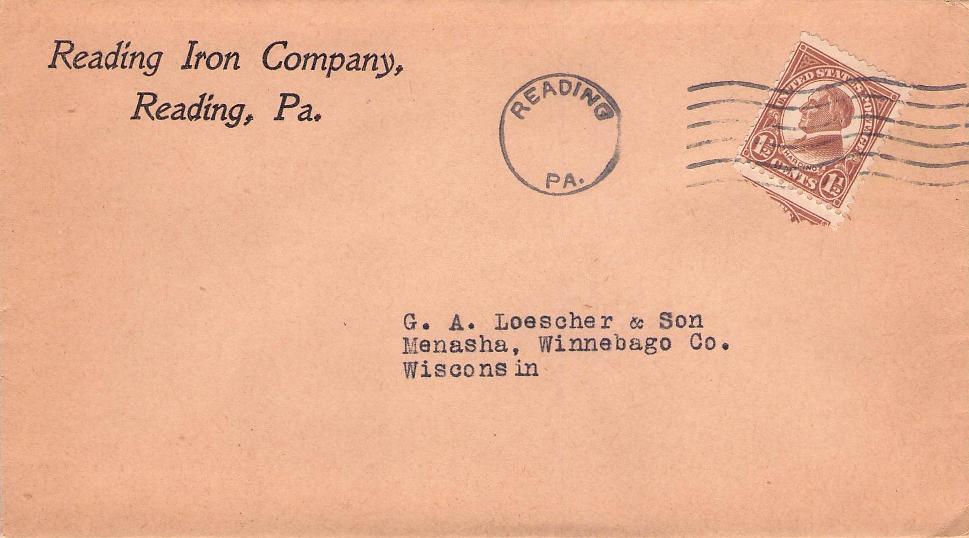 Reading Iron Company,
Reading, Pa.
READING
PA.
UNITED STATES POSTAGE
HARDING
1½ CENTS 1½
G. A. Loescher & Son
Menasha, Winnebago Co.
Wisconsin